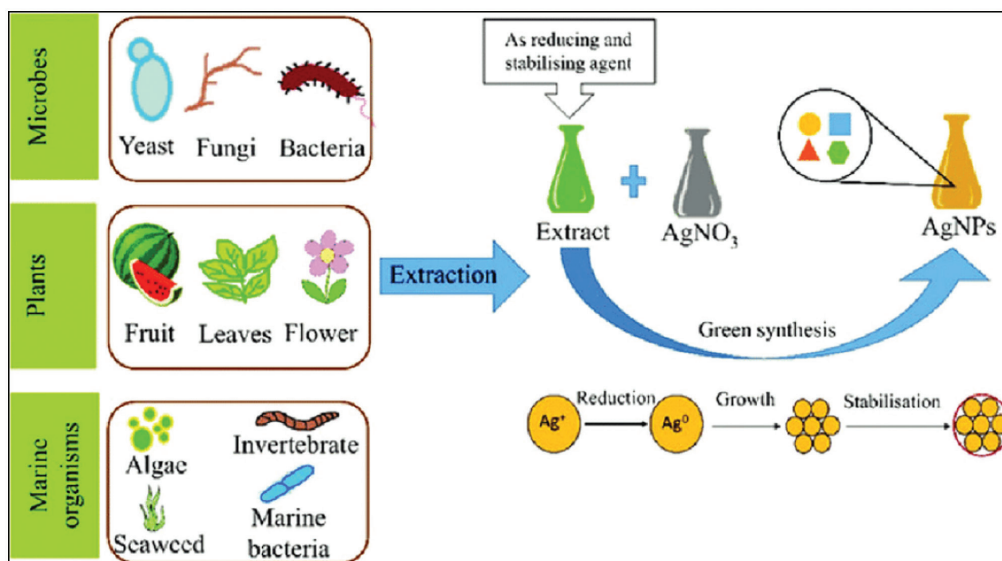 Microbes
Yeast Fungi Bacteria
Plants
Fruit Leaves Flower
Marine
organisms
Algae
Invertebrate
Seaweed
Marine
bacteria
Extraction
As reducing and
stabilising agent
Extract
AgNO₃
AgNPs
Green synthesis
Ag⁺
Reduction
Ag⁰
Growth
Stabilisation